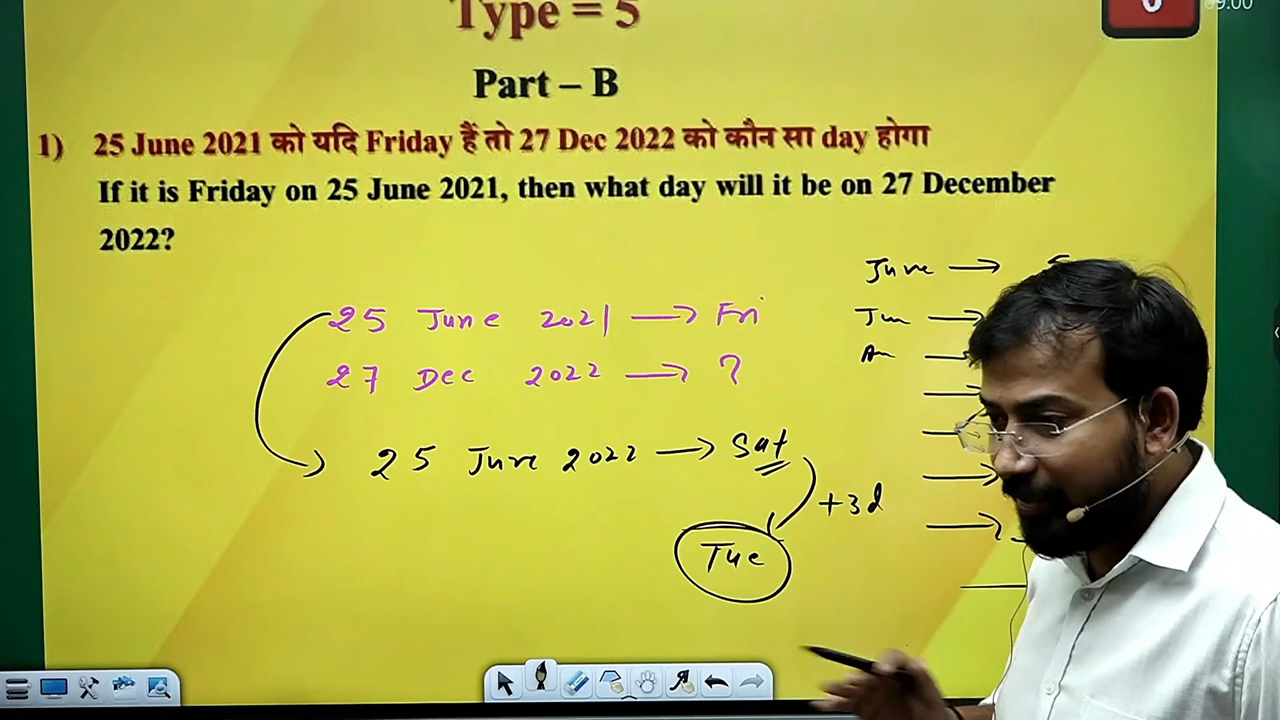 Type = 5
Part – B
1) 25 June 2021 को यदि Friday हैं तो 27 Dec 2022 को कौन सा day होगा
If it is Friday on 25 June 2021, then what day will it be on 27 December
2022?
25 June 2021 → Fri
27 Dec 2022 → ?
25 June 2022 → Sat
+3d
Tue
June →